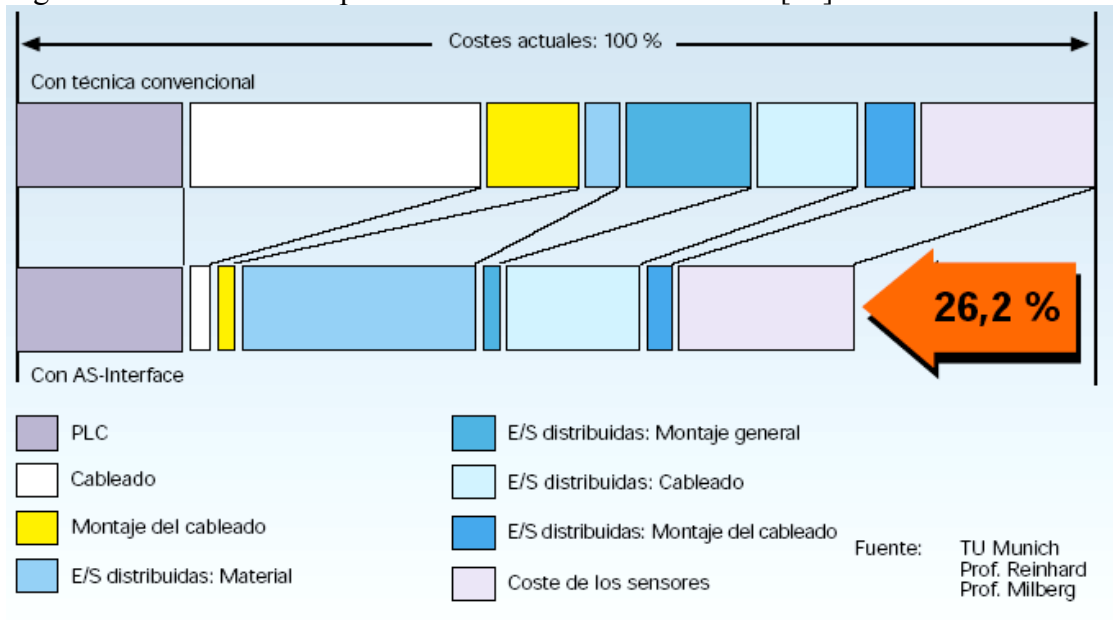 Costes actuales: 100 %
Con técnica convencional
26,2 %
Con AS-Interface
PLC
Cableado
Montaje del cableado
E/S distribuidas: Material
E/S distribuidas: Montaje general
E/S distribuidas: Cableado
E/S distribuidas: Montaje del cableado
Coste de los sensores
Fuente: TU Munich
Prof. Reinhard
Prof. Milberg